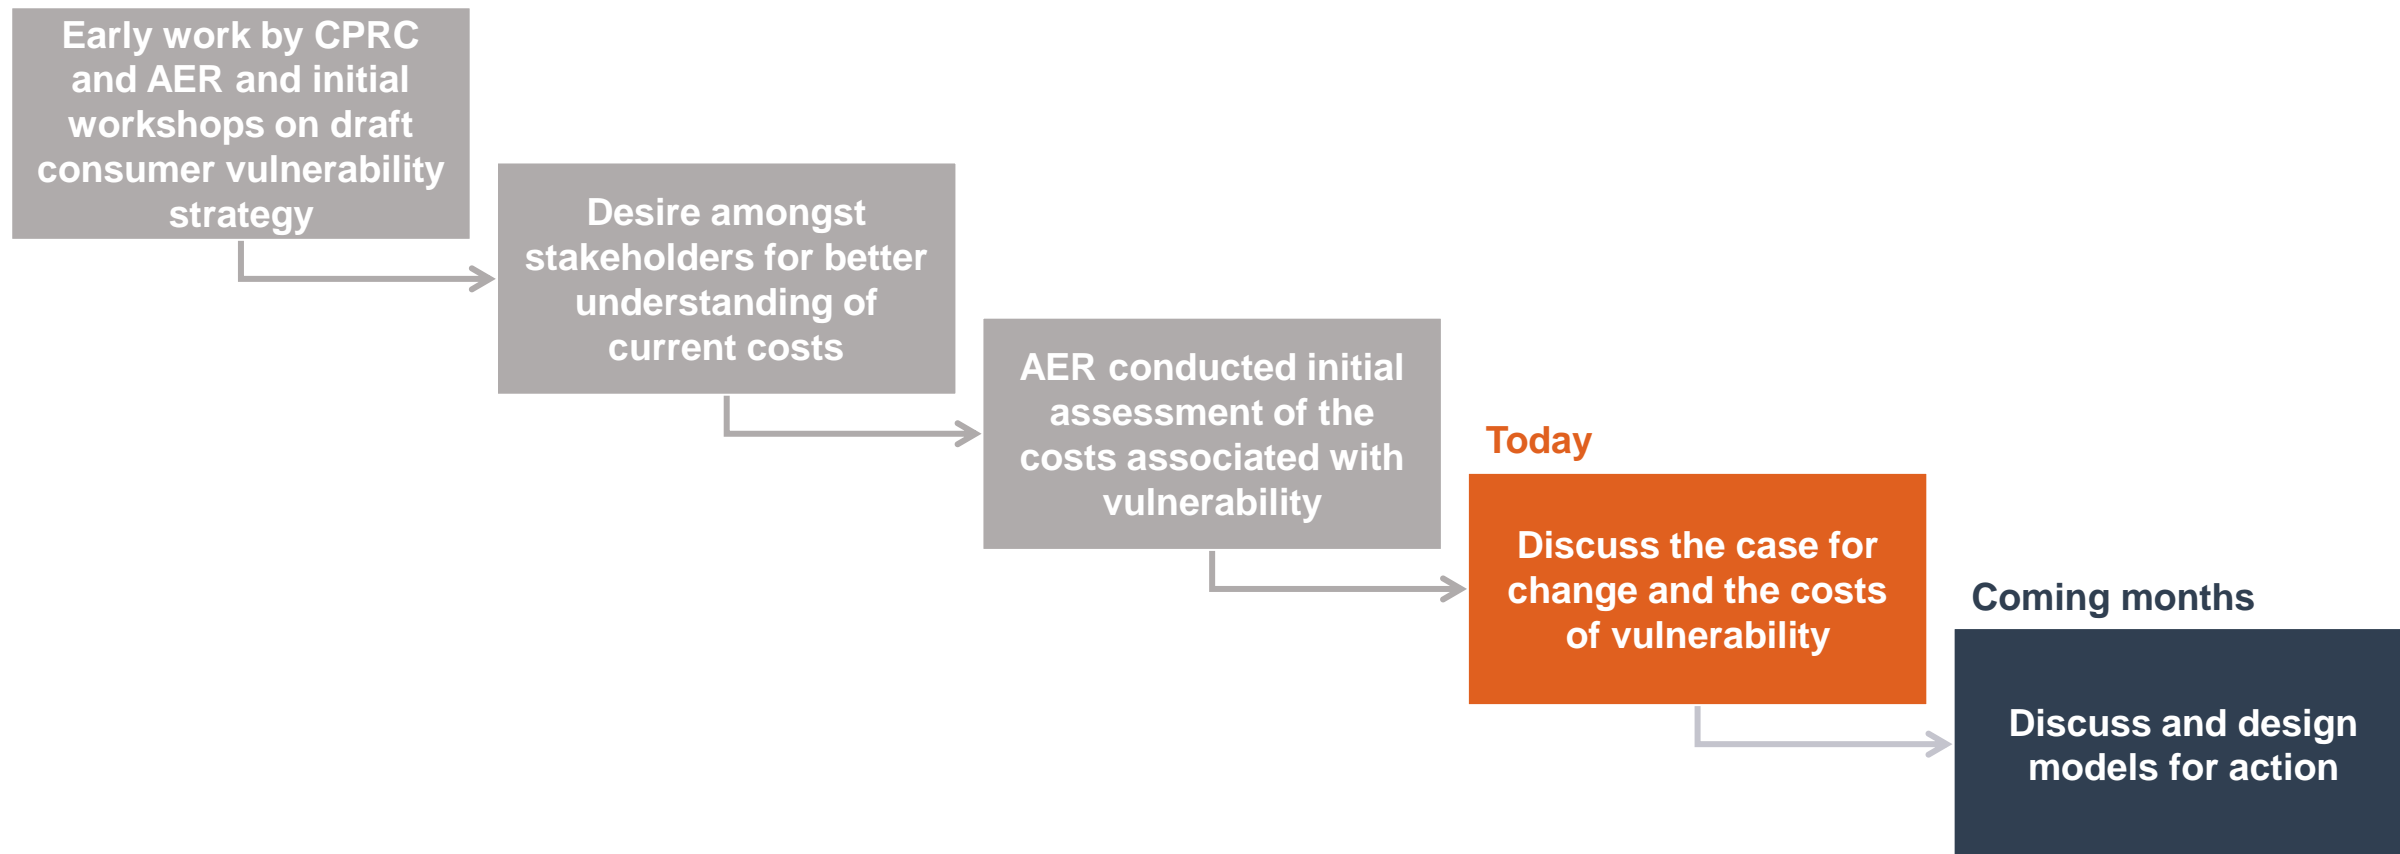 Early work by CPRC
and AER and initial
workshops on draft
consumer vulnerability
strategy
Desire amongst
stakeholders for better
understanding of
current costs
AER conducted initial
assessment of the
costs associated with
vulnerability
Today
Discuss the case for
change and the costs
of vulnerability
Coming months
Discuss and design
models for action